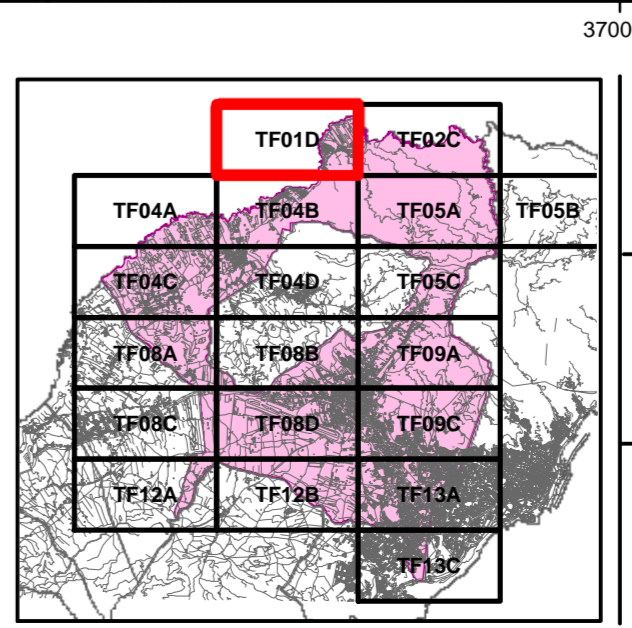 3700
TF01D TF02C
TF04A TF04B TF05A TF05B
TF04C TF04D TF05C
TF08A TF08B TF09A
TF08C TF08D TF09C
TF12A TF12B TF13A
TF13C